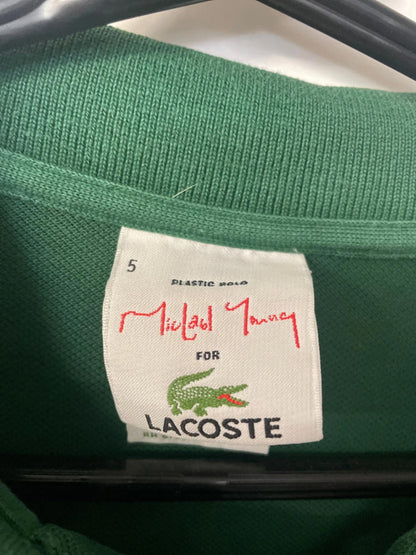 5
PLASTIC POLO
Michael Young
FOR
LACOSTE